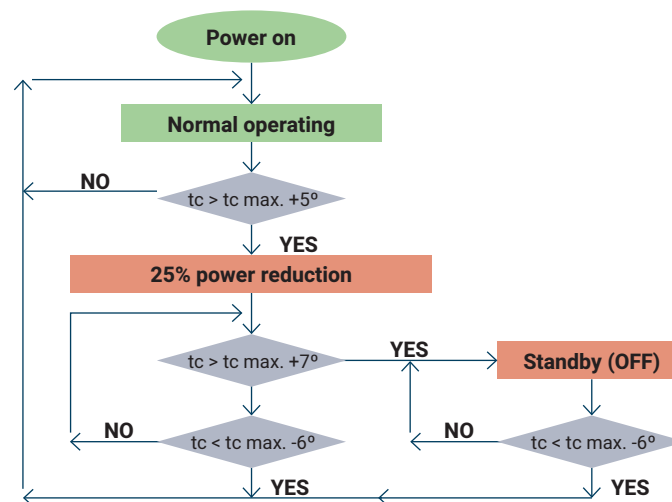 Power on
Normal operating
NO
tc > tc max. +5º
YES
25% power reduction
tc > tc max. +7º
YES
Standby (OFF)
NO
tc < tc max. -6º
NO
tc < tc max. -6º
YES
YES